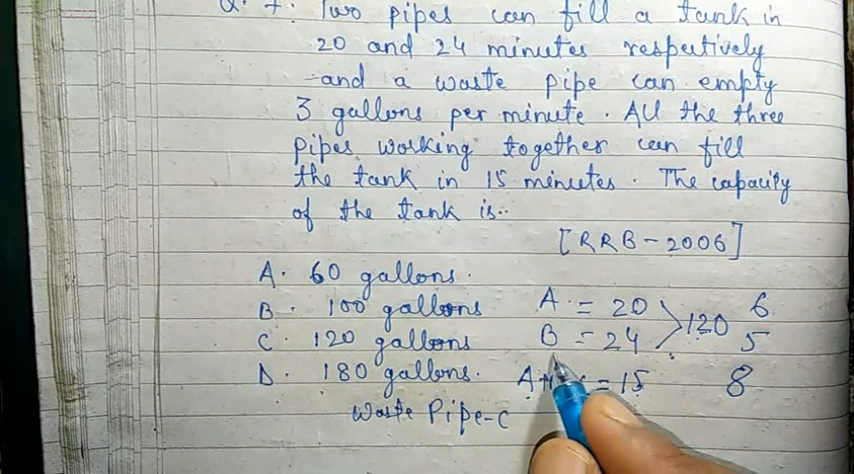 Q. 7. Two pipes can fill a tank in
20 and 24 minutes respectively
and a waste pipe can empty
3 gallons per minute. All the three
pipes working together can fill
the tank in 15 minutes. The capacity
of the tank is..
[RRB-2006]
A. 60 gallons.
B. 100 gallons
C. 120 gallons
D. 180 gallons.
A = 20 120 6
B = 24 5
A+ = 15 8
Waste Pipe-C